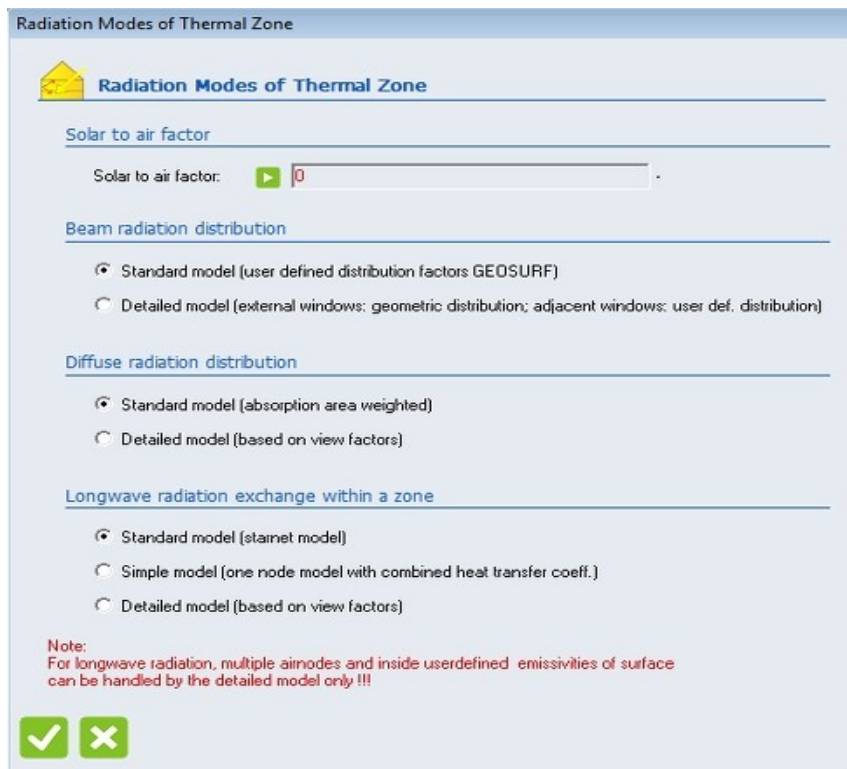 Radiation Modes of Thermal Zone
Radiation Modes of Thermal Zone
Solar to air factor
Solar to air factor: 0 -
Beam radiation distribution
Standard model (user defined distribution factors GEOSURF)
Detailed model (external windows: geometric distribution; adjacent windows: user def. distribution)
Diffuse radiation distribution
Standard model (absorption area weighted)
Detailed model (based on view factors)
Longwave radiation exchange within a zone
Standard model (starnet model)
Simple model (one node model with combined heat transfer coeff.)
Detailed model (based on view factors)
Note:
For longwave radiation, multiple airnodes and inside userdefined emissivities of surface
can be handled by the detailed model only !!!